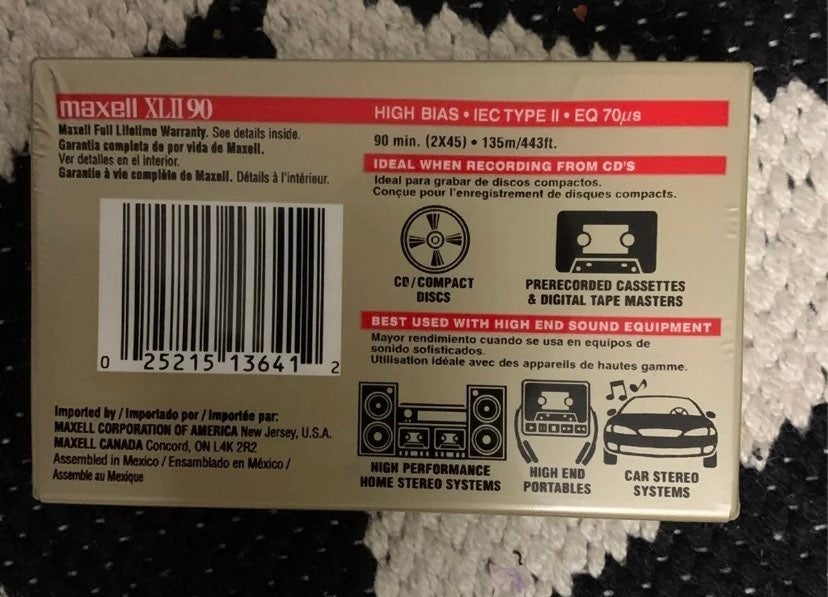 maxell XLII 90
HIGH BIAS • IEC TYPE II • EQ 70µs
Maxell Full Lifetime Warranty. See details inside.
Garantía completa de por vida de Maxell.
Ver detalles en el interior.
Garantie à vie complète de Maxell. Détails à l'intérieur.
90 min. (2X45) • 135m/443ft.
IDEAL WHEN RECORDING FROM CD'S
Ideal para grabar de discos compactos.
Conçue pour l'enregistrement de disques compacts.
CD/COMPACT
DISCS
PRERECORDED CASSETTES
& DIGITAL TAPE MASTERS
BEST USED WITH HIGH END SOUND EQUIPMENT
Mayor rendimiento cuando se usa en equipos de
sonido sofisticados.
Utilisation idéale avec des appareils de hautes gamme.
0 25215 13641 2
Imported by / Importado por / Importée par:
MAXELL CORPORATION OF AMERICA New Jersey, U.S.A.
MAXELL CANADA Concord, ON L4K 2R2
Assembled in Mexico / Ensamblado en México /
Assemble au Mexique
HIGH PERFORMANCE
HOME STEREO SYSTEMS
HIGH END
PORTABLES
CAR STEREO
SYSTEMS